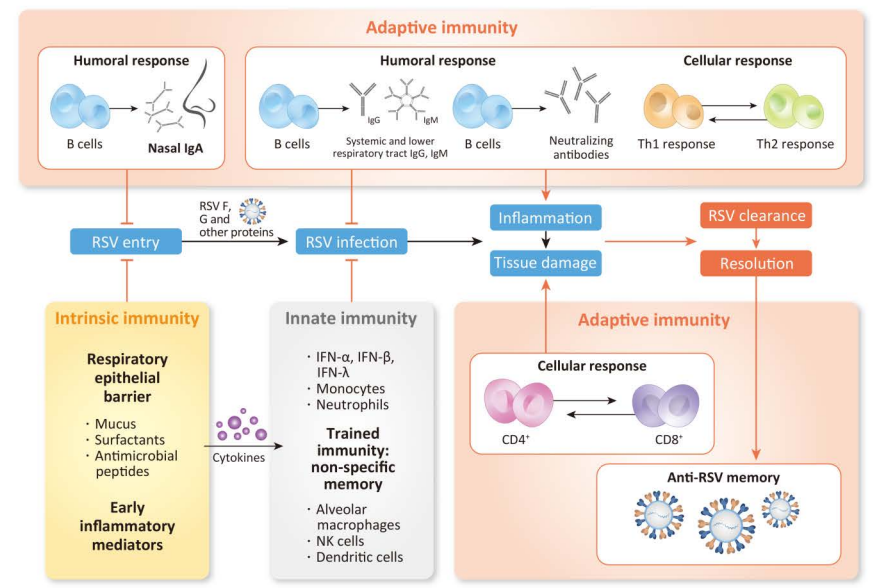 Adaptive immunity
Humoral response
B cells
Nasal IgA
Humoral response
B cells
IgG
IgM
Systemic and lower
respiratory tract IgG, IgM
B cells
Neutralizing
antibodies
Cellular response
Th1 response
Th2 response
RSV entry
RSV F,
G and
other proteins
RSV infection
Inflammation
Tissue damage
RSV clearance
Resolution
Intrinsic immunity
Respiratory
epithelial
barrier
· Mucus
· Surfactants
· Antimicrobial
peptides
Early
inflammatory
mediators
Cytokines
Innate immunity
· IFN-α, IFN-β,
IFN-λ
· Monocytes
· Neutrophils
Trained
immunity:
non-specific
memory
· Alveolar
macrophages
· NK cells
· Dendritic cells
Adaptive immunity
Cellular response
CD4⁺
CD8⁺
Anti-RSV memory